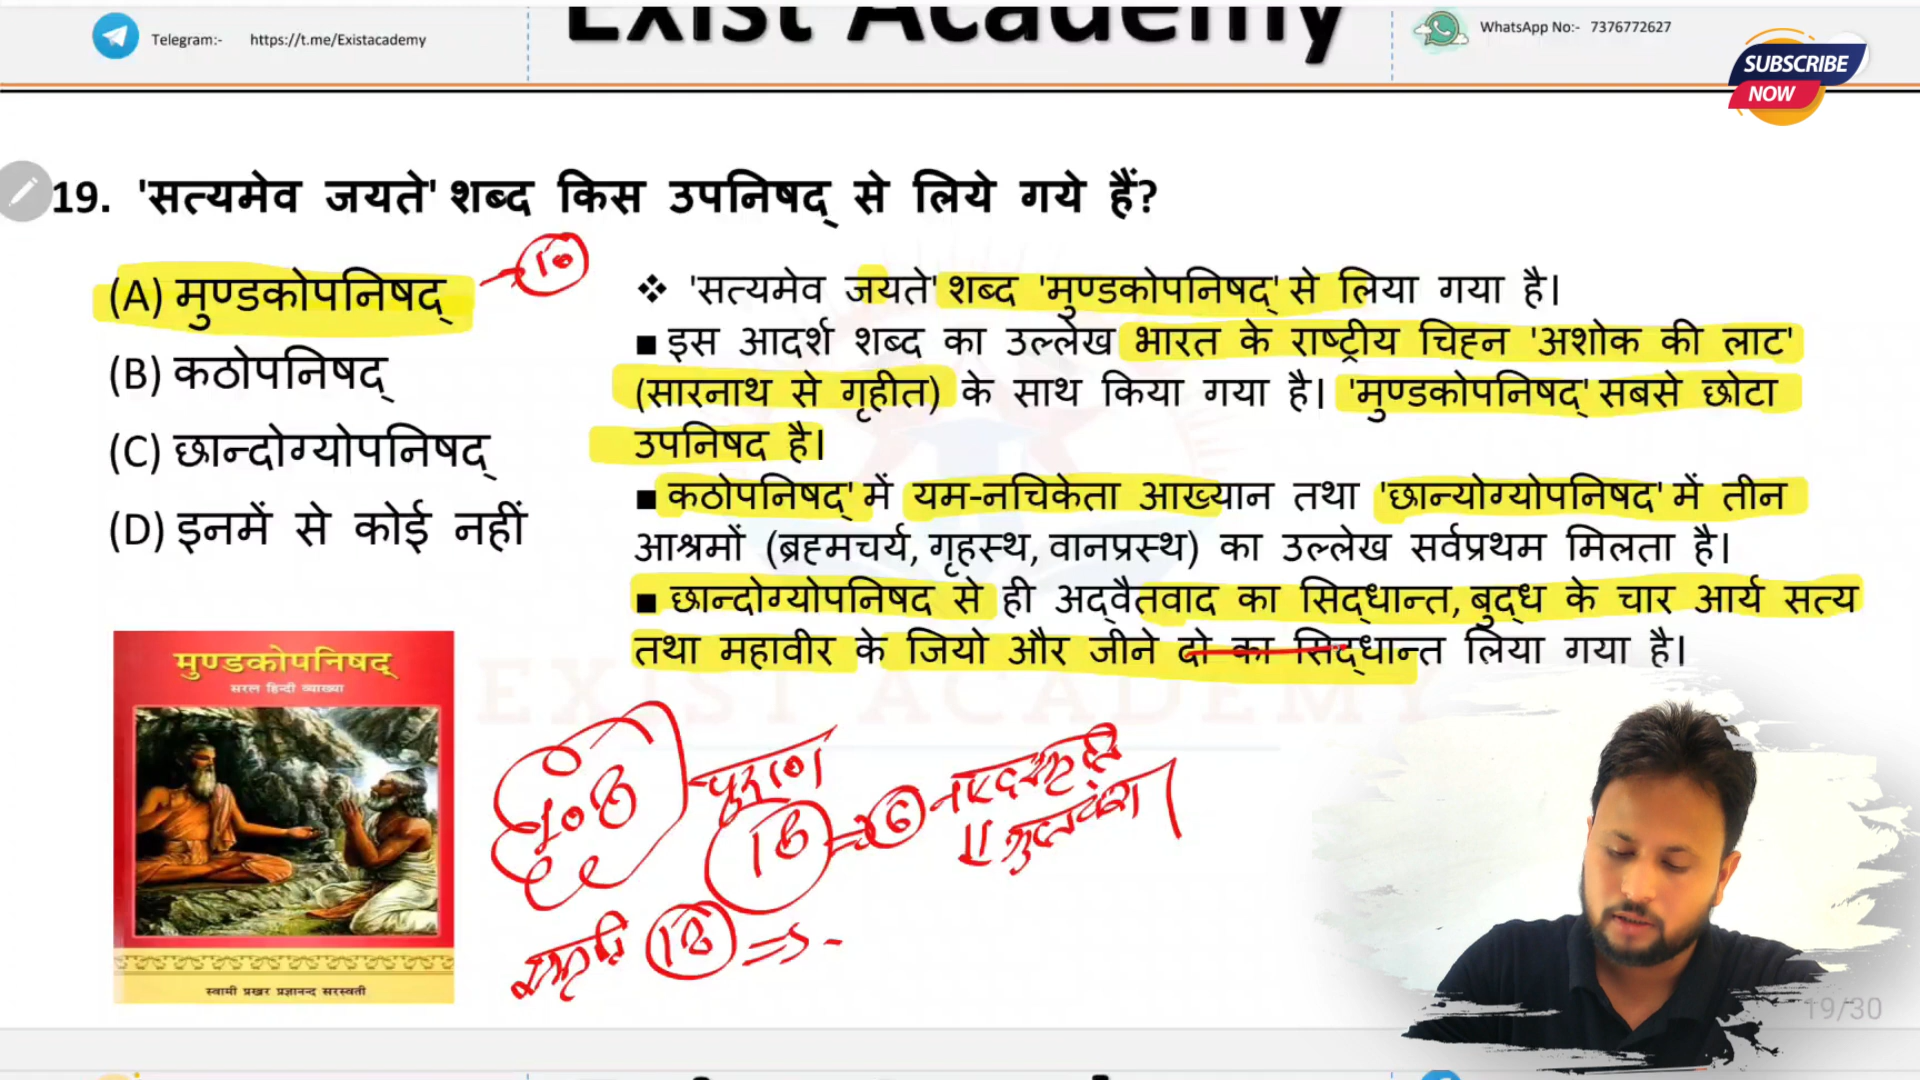 Exist Academy
Telegram:- https://t.me/Existacademy
WhatsApp No:- 7376772627
SUBSCRIBE
NOW
19. 'सत्यमेव जयते' शब्द किस उपनिषद् से लिये गये हैं?
(A) मुण्डकोपनिषद्
10
(B) कठोपनिषद्
(C) छान्दोग्योपनिषद्
(D) इनमें से कोई नहीं
❖ 'सत्यमेव जयते' शब्द 'मुण्डकोपनिषद्' से लिया गया है।
■ इस आदर्श शब्द का उल्लेख भारत के राष्ट्रीय चिह्न 'अशोक की लाट'
(सारनाथ से गृहीत) के साथ किया गया है। 'मुण्डकोपनिषद्' सबसे छोटा
उपनिषद है।
■ कठोपनिषद्' में यम-नचिकेता आख्यान तथा 'छान्योग्योपनिषद' में तीन
आश्रमों (ब्रह्मचर्य, गृहस्थ, वानप्रस्थ) का उल्लेख सर्वप्रथम मिलता है।
■ छान्दोग्योपनिषद से ही अद्वैतवाद का सिद्धान्त, बुद्ध के चार आर्य सत्य
तथा महावीर के जियो और जीने दो का सिद्धान्त लिया गया है।
EXIST ACADEMY
मुण्डकोपनिषद्
सरल हिन्दी व्याख्या
स्वामी प्रखर प्रज्ञानन्द सरस्वती
108
पुराण
18 =
स्मृति 18 =
19/30